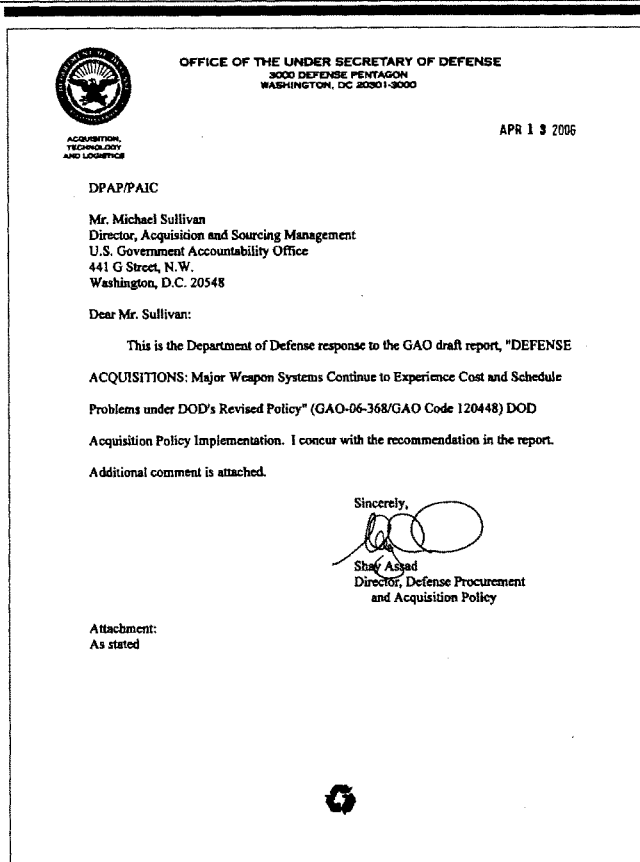 OFFICE OF THE UNDER SECRETARY OF DEFENSE
3000 DEFENSE PENTAGON
WASHINGTON, DC 20301-3000
APR 13 2006
ACQUISITION,
TECHNOLOGY
AND LOGISTICS
DPAP/PAIC
Mr. Michael Sullivan
Director, Acquisition and Sourcing Management
U.S. Government Accountability Office
441 G Street, N.W.
Washington, D.C. 20548
Dear Mr. Sullivan:
This is the Department of Defense response to the GAO draft report, "DEFENSE
ACQUISITIONS: Major Weapon Systems Continue to Experience Cost and Schedule
Problems under DOD's Revised Policy" (GAO-06-368/GAO Code 120448) DOD
Acquisition Policy Implementation. I concur with the recommendation in the report.
Additional comment is attached.
Sincerely,
Shay Assad
Director, Defense Procurement
and Acquisition Policy
Attachment:
As stated